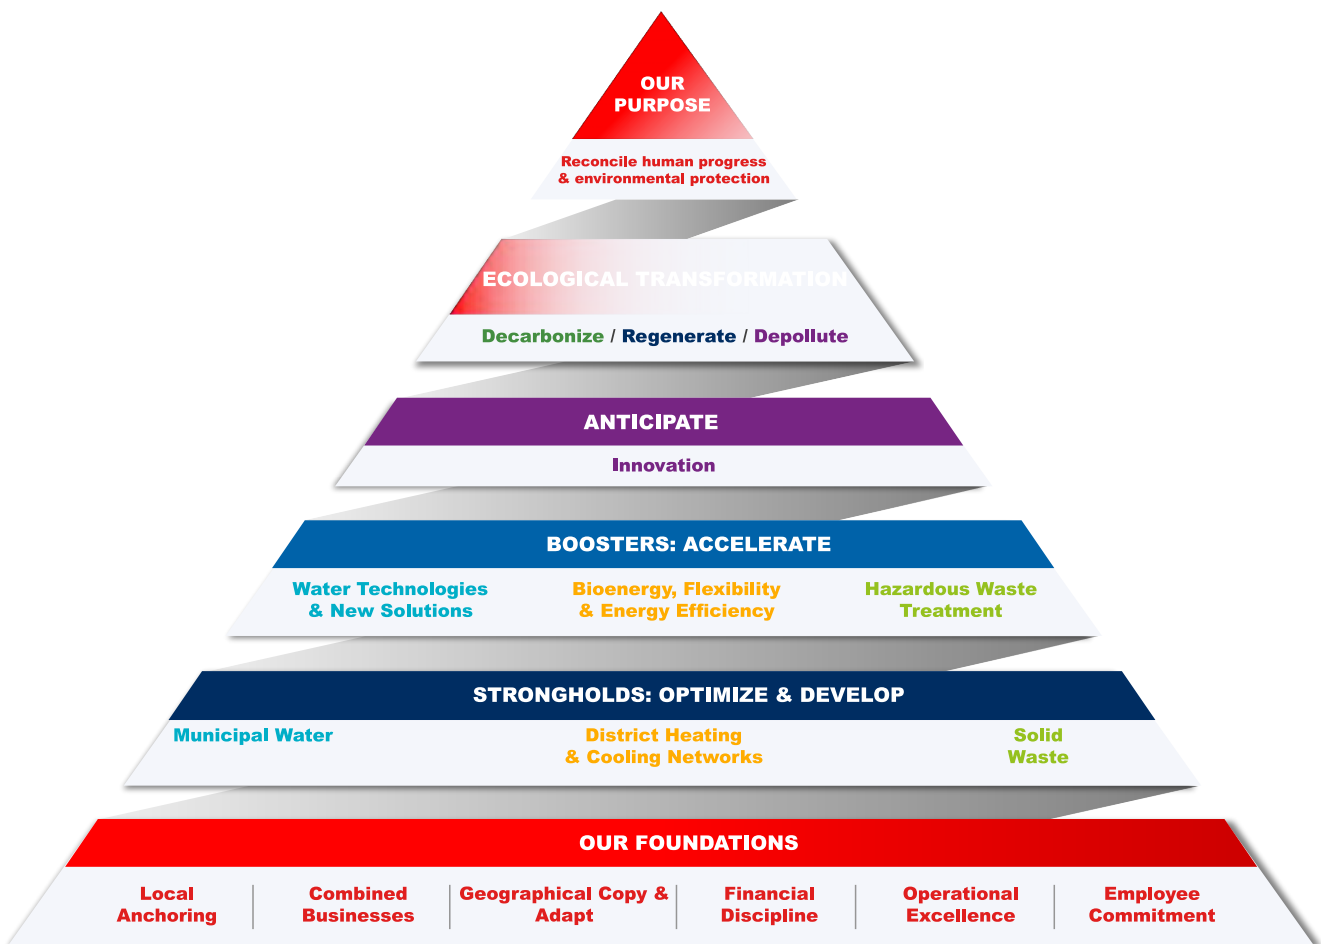 OUR
PURPOSE
Reconcile human progress
& environmental protection
ECOLOGICAL TRANSFORMATION
Decarbonize / Regenerate / Depollute
ANTICIPATE
Innovation
BOOSTERS: ACCELERATE
Water Technologies
& New Solutions
Bioenergy, Flexibility
& Energy Efficiency
Hazardous Waste
Treatment
STRONGHOLDS: OPTIMIZE & DEVELOP
Municipal Water
District Heating
& Cooling Networks
Solid
Waste
OUR FOUNDATIONS
Local
Anchoring
Combined
Businesses
Geographical Copy &
Adapt
Financial
Discipline
Operational
Excellence
Employee
Commitment